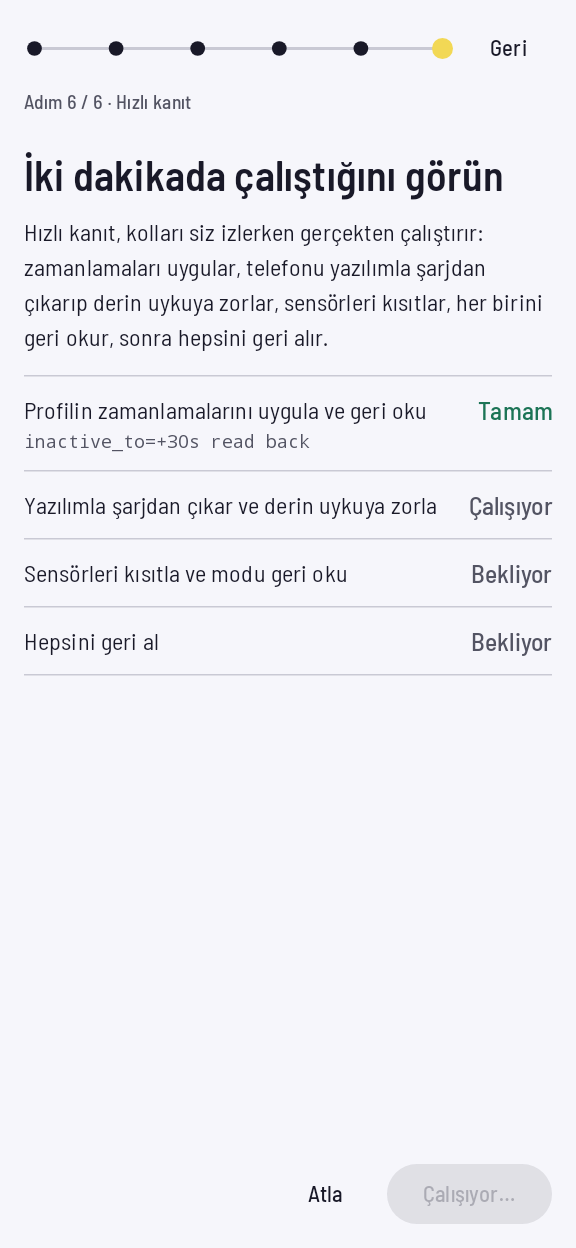 Geri
Adım 6 / 6 · Hızlı kanıt
İki dakikada çalıştığını görün
Hızlı kanıt, kolları siz izlerken gerçekten çalıştırır:
zamanlamaları uygular, telefonu yazılımla şarjdan
çıkarıp derin uykuya zorlar, sensörleri kısıtlar, her birini
geri okur, sonra hepsini geri alır.
Profilin zamanlamalarını uygula ve geri oku Tamam
inactive_to=+30s read back
Yazılımla şarjdan çıkar ve derin uykuya zorla Çalışıyor
Sensörleri kısıtla ve modu geri oku Bekliyor
Hepsini geri al Bekliyor
Atla Çalışıyor…